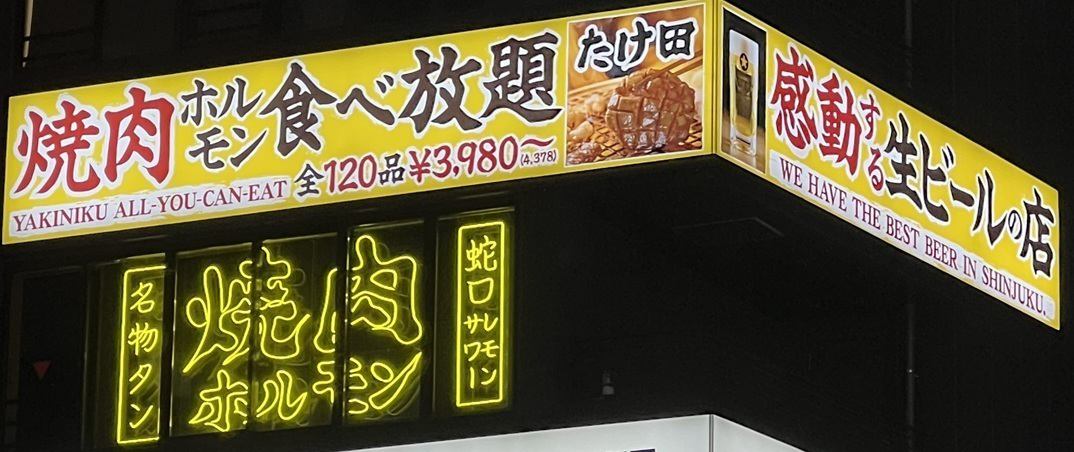 焼肉ホルモン食べ放題
たけ田
全120品¥3,980～(4,378)
YAKINIKU ALL-YOU-CAN-EAT
感動する生ビールの店
WE HAVE THE BEST BEER IN SHINJUKU.
名物タン
焼肉
ホルモン
蛇口レモンサワー